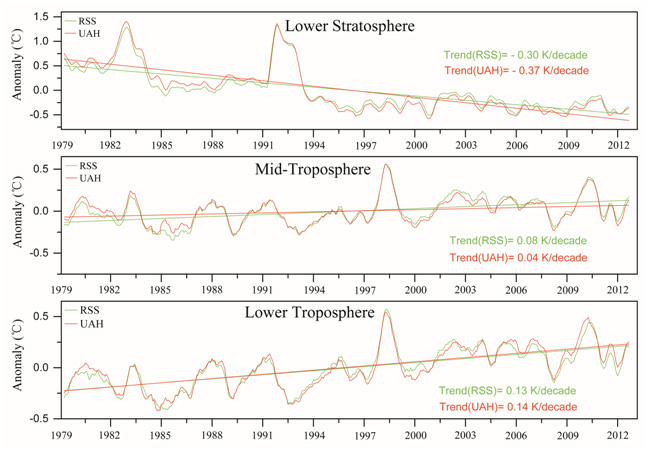 Lower Stratosphere
RSS
UAH
Anomaly (℃)
1.5
1.0
0.5
0.0
-0.5
Trend(RSS)= - 0.30 K/decade
Trend(UAH)= - 0.37 K/decade
1979 1982 1985 1988 1991 1994 1997 2000 2003 2006 2009 2012
Mid-Troposphere
RSS
UAH
Anomaly (℃)
0.5
0.0
-0.5
Trend(RSS)= 0.08 K/decade
Trend(UAH)= 0.04 K/decade
1979 1982 1985 1988 1991 1994 1997 2000 2003 2006 2009 2012
Lower Troposphere
RSS
UAH
Anomaly (℃)
0.5
0.0
-0.5
Trend(RSS)= 0.13 K/decade
Trend(UAH)= 0.14 K/decade
1979 1982 1985 1988 1991 1994 1997 2000 2003 2006 2009 2012